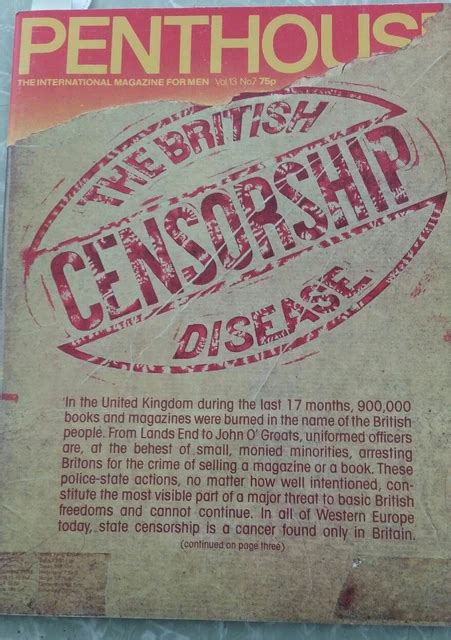 PENTHOUSE
THE INTERNATIONAL MAGAZINE FOR MEN Vol 13 No7 75p
THE BRITISH
CENSORSHIP
DISEASE
In the United Kingdom during the last 17 months, 900,000
books and magazines were burned in the name of the British
people. From Lands End to John O' Groats, uniformed officers
are, at the behest of small, monied minorities, arresting
Britons for the crime of selling a magazine or a book. These
police-state actions, no matter how well intentioned, con-
stitute the most visible part of a major threat to basic British
freedoms and cannot continue. In all of Western Europe
today, state censorship is a cancer found only in Britain.
(continued on page three)